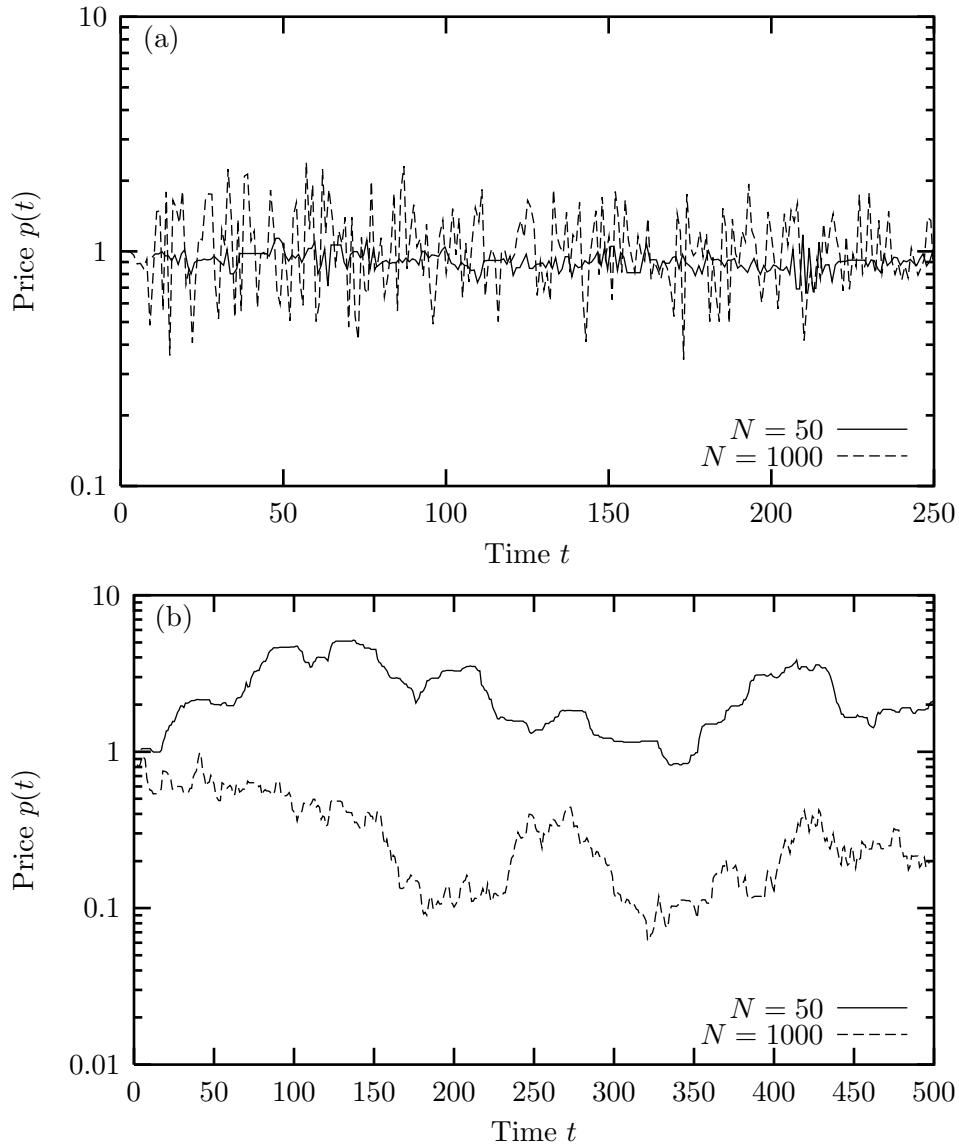 10
(a)
1
0.1
Price p(t)
N = 50
N = 1000
0 50 100 150 200 250
Time t
10
(b)
1
0.1
0.01
Price p(t)
N = 50
N = 1000
0 50 100 150 200 250 300 350 400 450 500
Time t